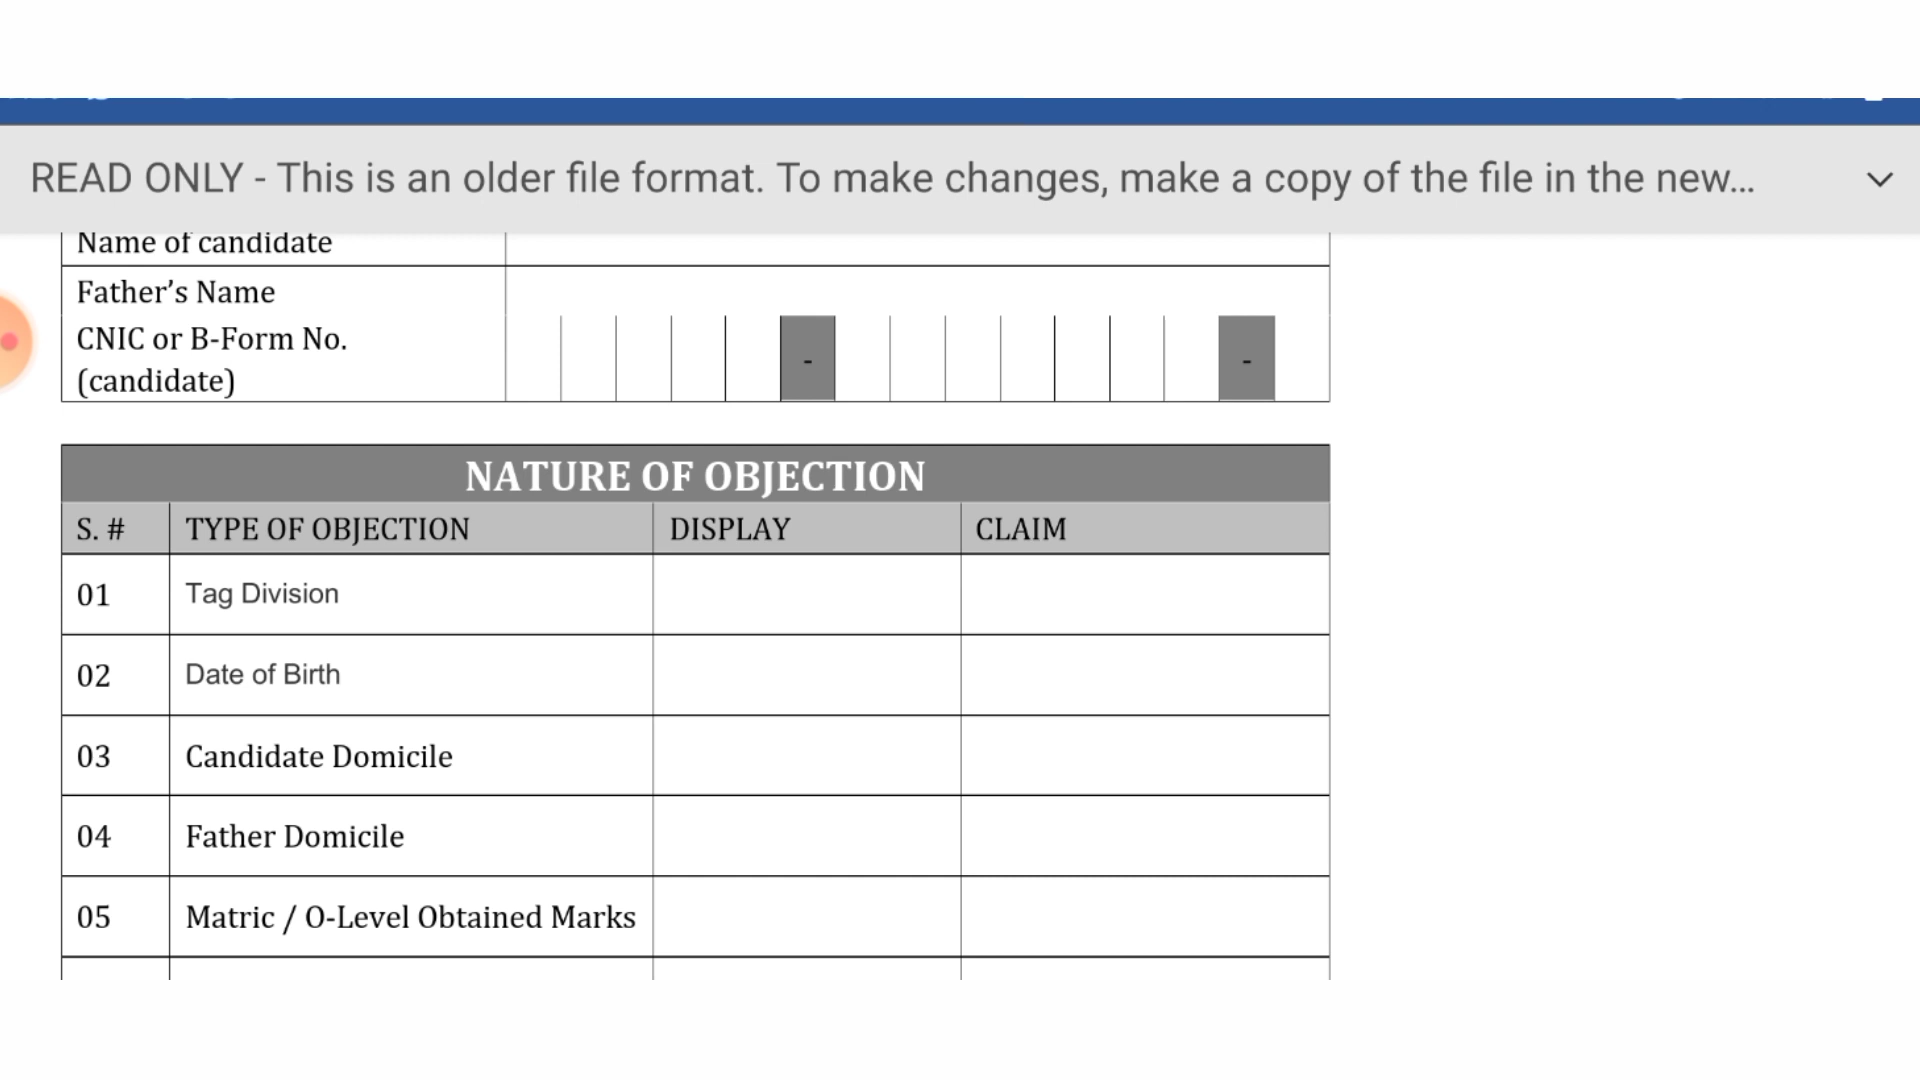 READ ONLY - This is an older file format. To make changes, make a copy of the file in the new...
Name of candidate
Father's Name
CNIC or B-Form No.
(candidate)
- -
NATURE OF OBJECTION
S. # TYPE OF OBJECTION DISPLAY CLAIM
01 Tag Division
02 Date of Birth
03 Candidate Domicile
04 Father Domicile
05 Matric / O-Level Obtained Marks